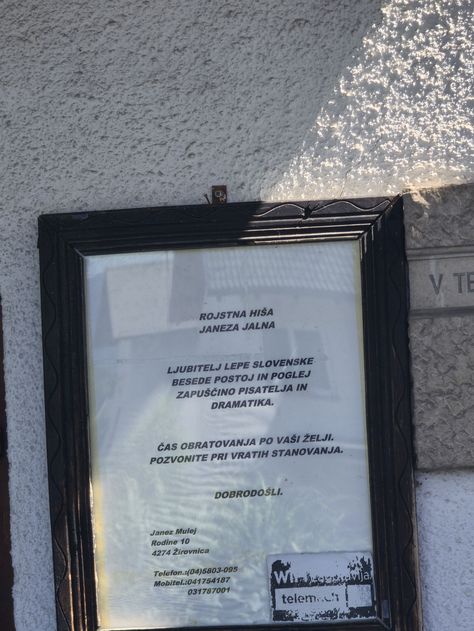 ROJSTNA HIŠA
JANEZA JALNA
LJUBITELJ LEPE SLOVENSKE
BESEDE POSTOJ IN POGLEJ
ZAPUŠČINO PISATELJA IN
DRAMATIKA.
ČAS OBRATOVANJA PO VAŠI ŽELJI.
POZVONITE PRI VRATIH STANOVANJA.
DOBRODOŠLI.
Janez Mulej
Rodine 10
4274 Žirovnica
Telefon.:(04)5803-095
Mobitel.:041754187
031787001
telemach
V TE